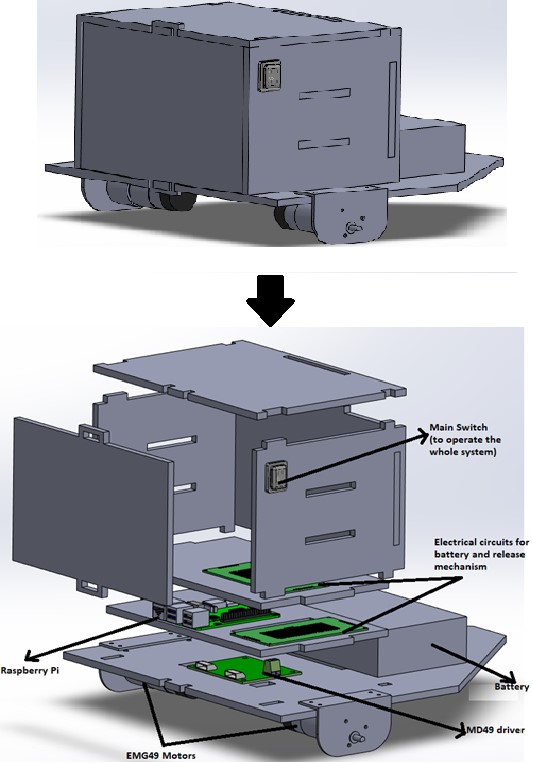 Main Switch
(to operate the
whole system)
Electrical circuits for
battery and release
mechanism
Raspberry Pi
Battery
MD49 driver
EMG49 Motors